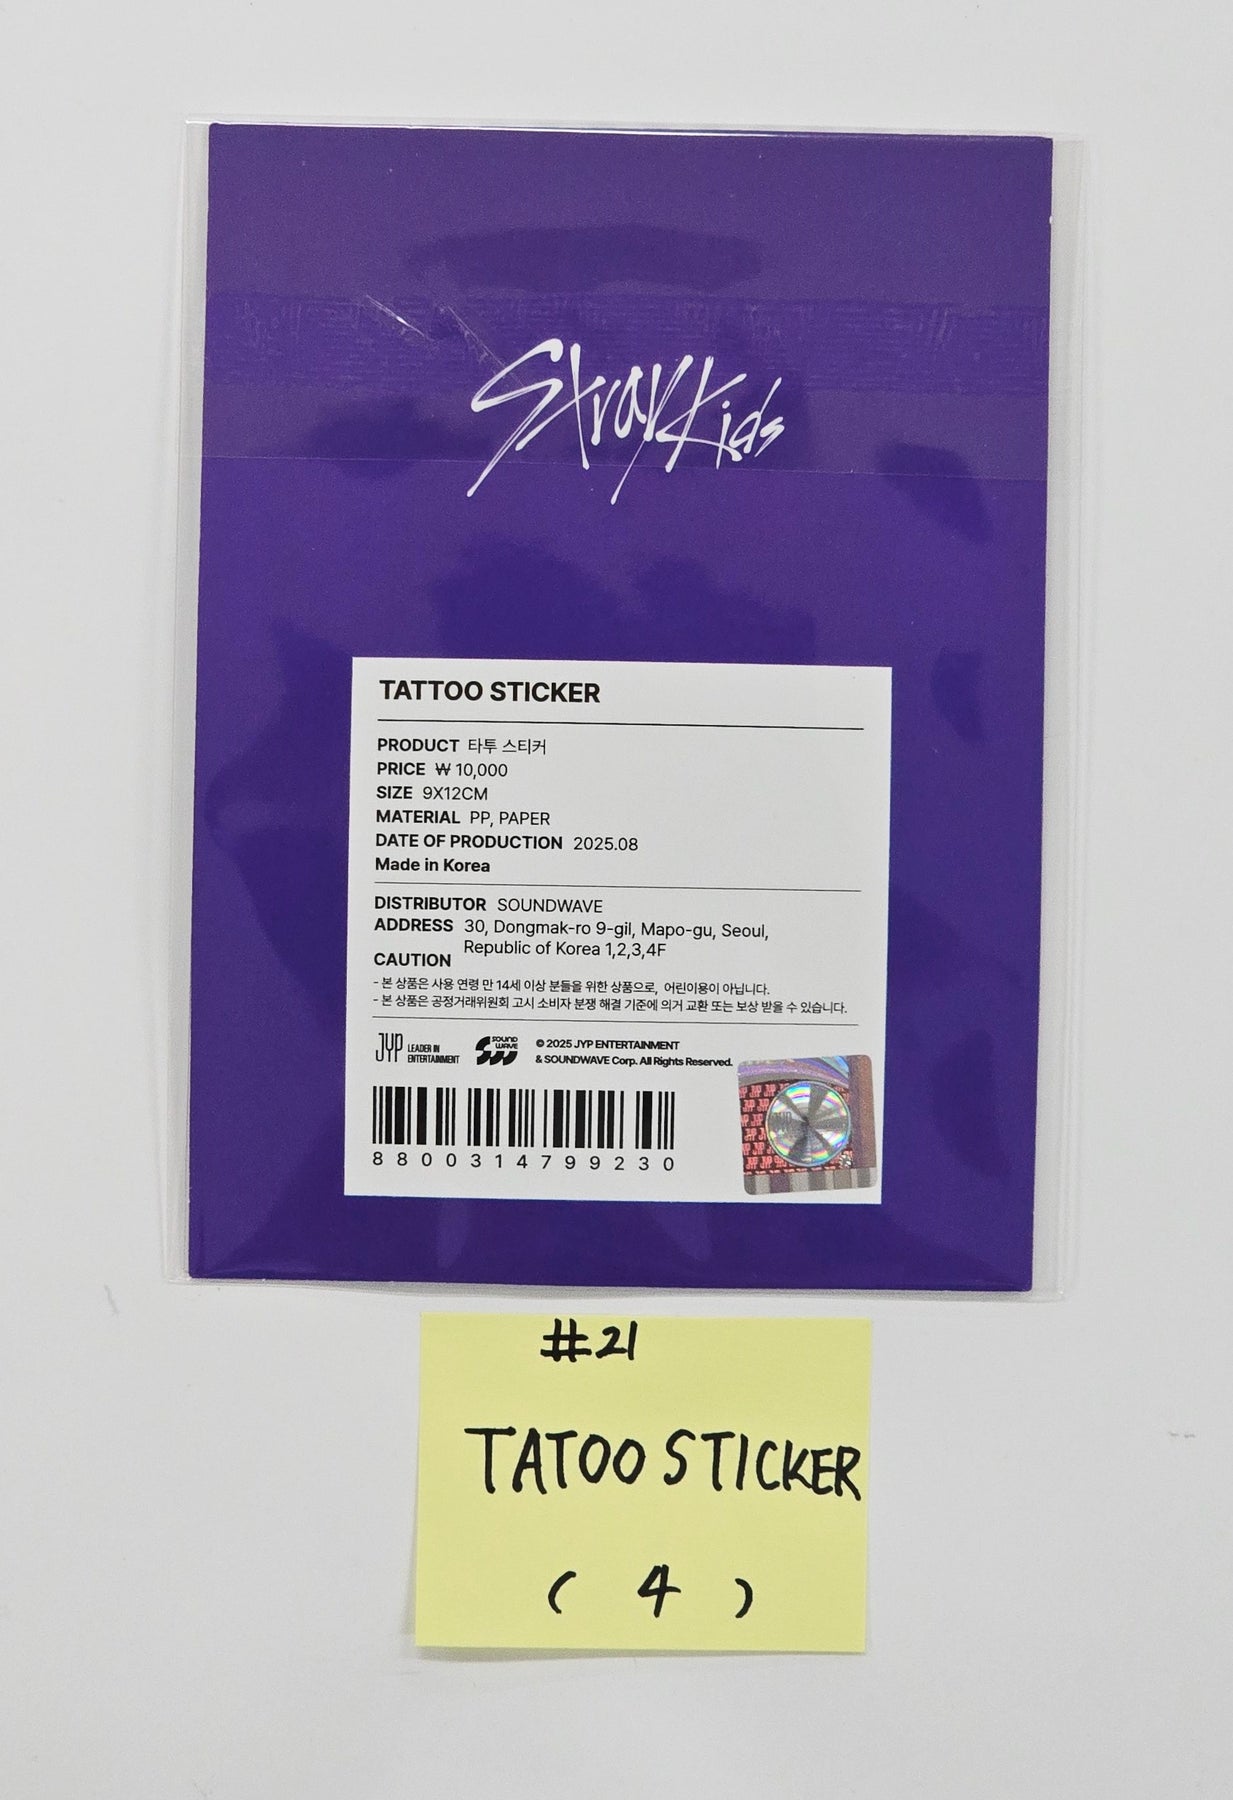 Stray Kids
TATTOO STICKER
PRODUCT 타투 스티커
PRICE ₩ 10,000
SIZE 9X12CM
MATERIAL PP, PAPER
DATE OF PRODUCTION 2025.08
Made in Korea
DISTRIBUTOR SOUNDWAVE
ADDRESS 30, Dongmak-ro 9-gil, Mapo-gu, Seoul,
Republic of Korea 1,2,3,4F
CAUTION
- 본 상품은 사용 연령 만 14세 이상 분들을 위한 상품으로, 어린이용이 아닙니다.
- 본 상품은 공정거래위원회 고시 소비자 분쟁 해결 기준에 의거 교환 또는 보상 받을 수 있습니다.
JYP LEADER IN
ENTERTAINMENT
SOUND
WAVE
© 2025 JYP ENTERTAINMENT
& SOUNDWAVE Corp. All Rights Reserved.
8800314799230
#21
TATOO STICKER
( 4 )